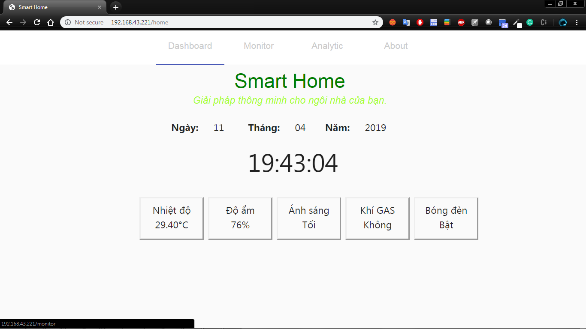 Smart Home
Not secure
192.168.43.221/home
Dashboard Monitor Analytic About
Smart Home
Giải pháp thông minh cho ngôi nhà của bạn.
Ngày: 11 Tháng: 04 Năm: 2019
19:43:04
Nhiệt độ
29.40°C
Độ ẩm
76%
Ánh sáng
Tối
Khí GAS
Không
Bóng đèn
Bật
192.168.43.221/monitor